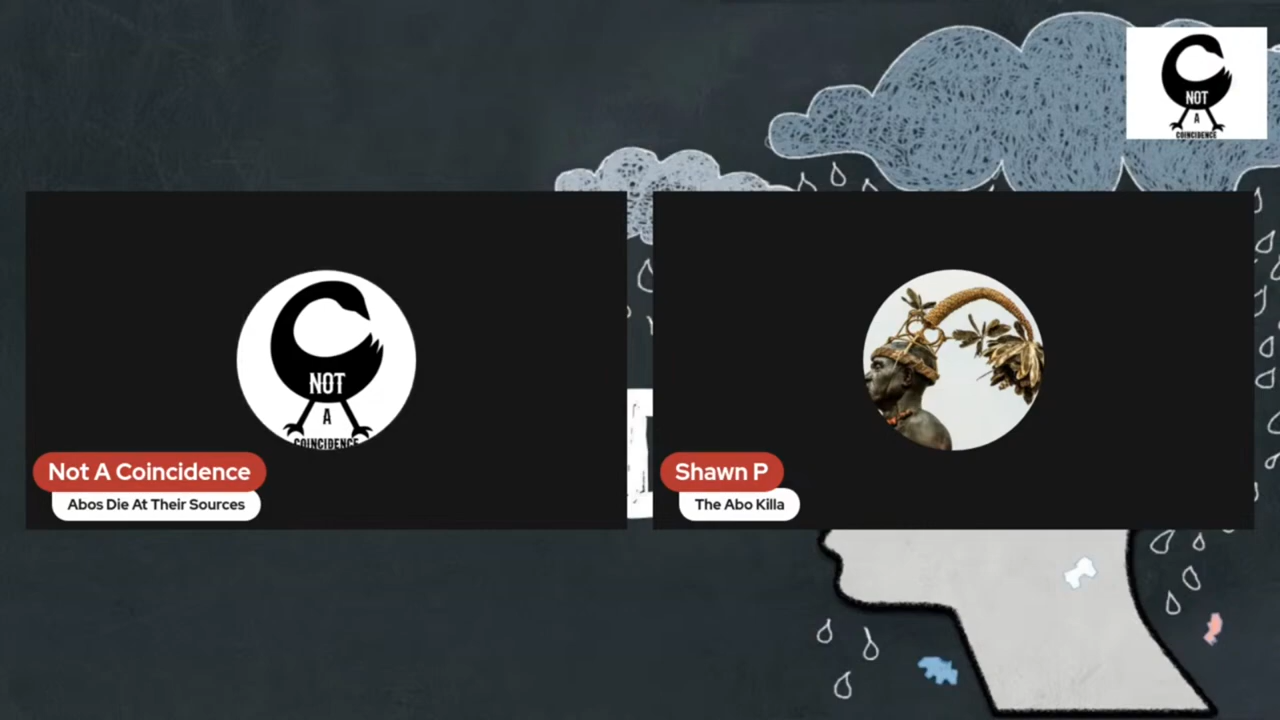 NOT
A
COINCIDENCE
NOT
A
COINCIDENCE
Not A Coincidence
Abos Die At Their Sources
Shawn P
The Abo Killa